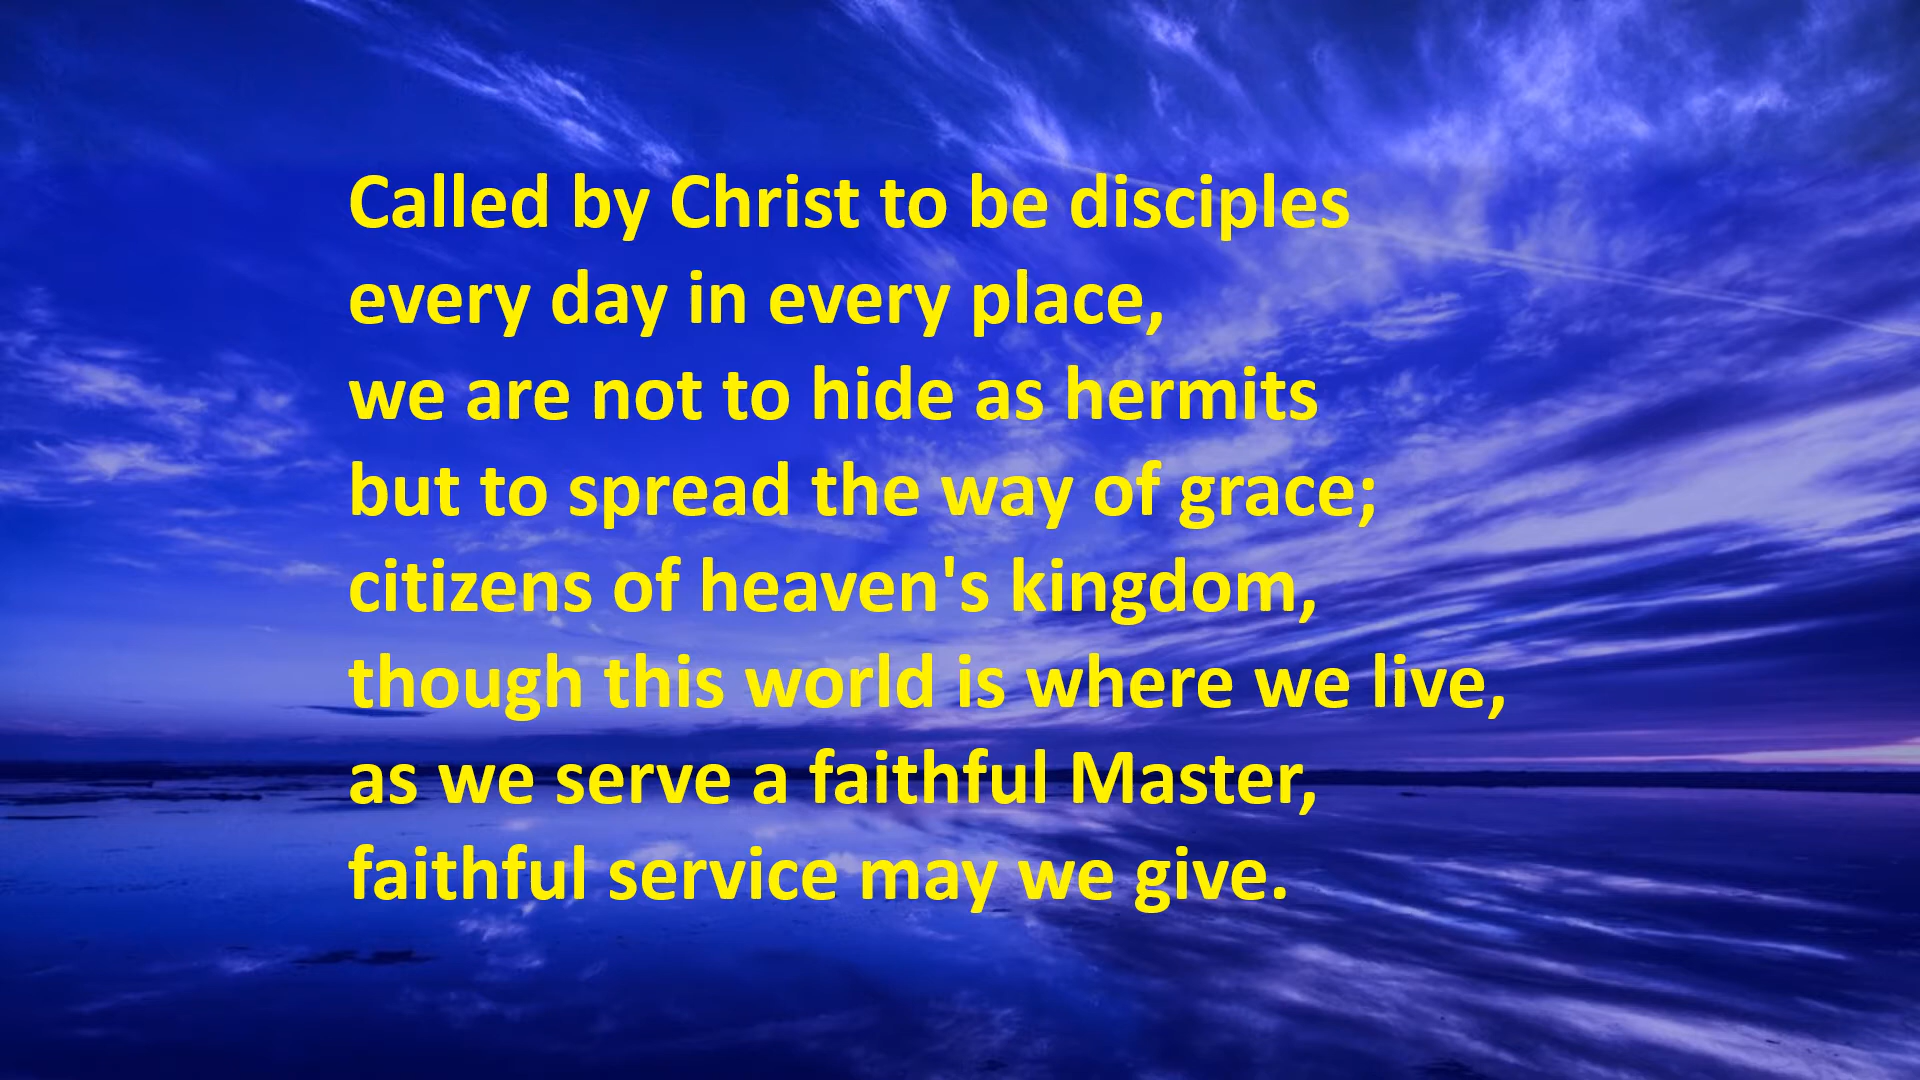 Called by Christ to be disciples
every day in every place,
we are not to hide as hermits
but to spread the way of grace;
citizens of heaven's kingdom,
though this world is where we live,
as we serve a faithful Master,
faithful service may we give.